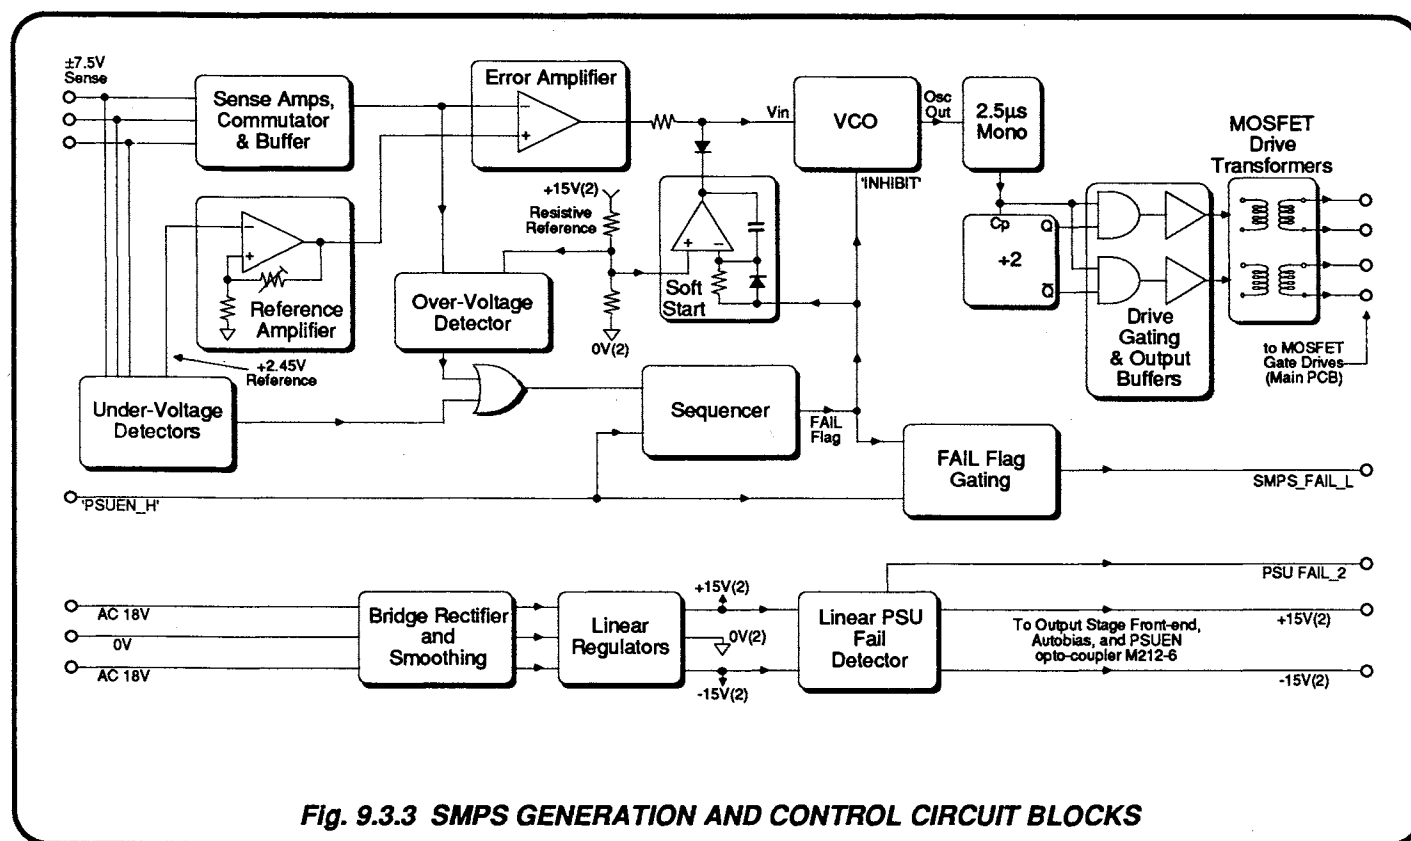 ±7.5V
Sense
Sense Amps,
Commutator
& Buffer
Error Amplifier
−
+
Vin
VCO
'INHIBIT'
Osc
Out
2.5µs
Mono
MOSFET
Drive
Transformers
+15V(2)
Resistive
Reference
0V(2)
+ −
Soft
Start
Cp
Q
+2
Q̅
Drive
Gating
& Output
Buffers
to MOSFET
Gate Drives
(Main PCB)
−
+
Reference
Amplifier
+2.45V
Reference
Over-Voltage
Detector
Under-Voltage
Detectors
Sequencer
FAIL
Flag
FAIL Flag
Gating
SMPS_FAIL_L
'PSUEN_H'
PSU FAIL_2
AC 18V
0V
AC 18V
Bridge Rectifier
and
Smoothing
Linear
Regulators
+15V(2)
0V(2)
-15V(2)
Linear PSU
Fail
Detector
To Output Stage Front-end,
Autobias, and PSUEN
opto-coupler M212-6
+15V(2)
-15V(2)
Fig. 9.3.3 SMPS GENERATION AND CONTROL CIRCUIT BLOCKS